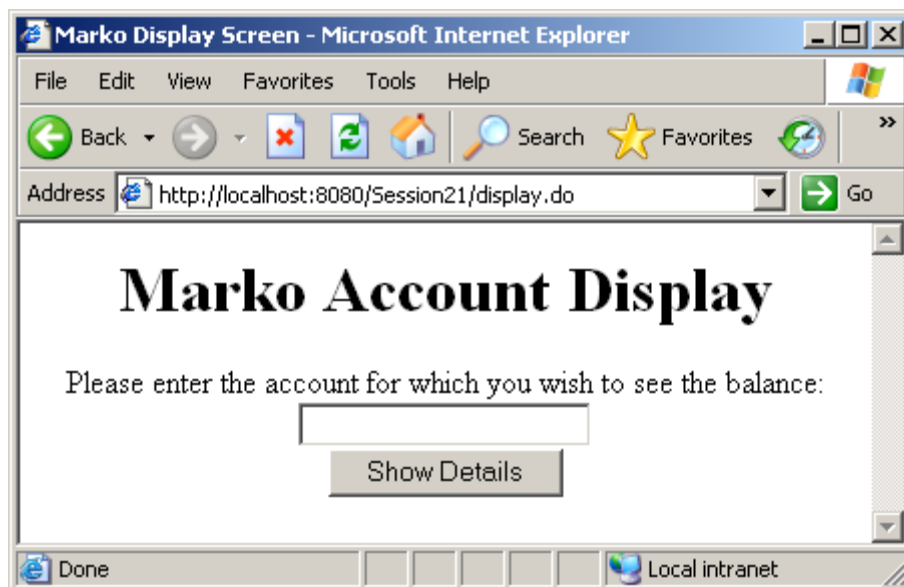 Marko Display Screen - Microsoft Internet Explorer
File Edit View Favorites Tools Help
Back Search Favorites »
Address http://localhost:8080/Session21/display.do Go
Marko Account Display
Please enter the account for which you wish to see the balance:
Show Details
Done Local intranet